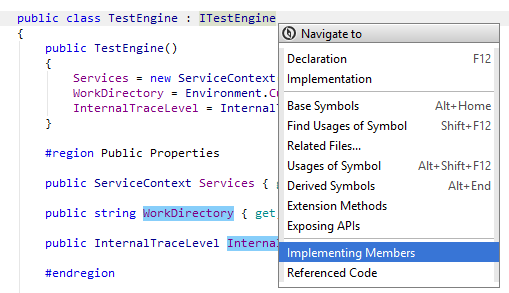 public class TestEngine : ITestEngine
{
public TestEngine()
{
Services = new ServiceContext
WorkDirectory = Environment.Cu
InternalTraceLevel = InternalT
}
#region Public Properties
public ServiceContext Services { g
public string WorkDirectory { get
public InternalTraceLevel Internal
#endregion
Navigate to
Declaration F12
Implementation
Base Symbols Alt+Home
Find Usages of Symbol Shift+F12
Related Files...
Usages of Symbol Alt+Shift+F12
Derived Symbols Alt+End
Extension Methods
Exposing APIs
Implementing Members
Referenced Code